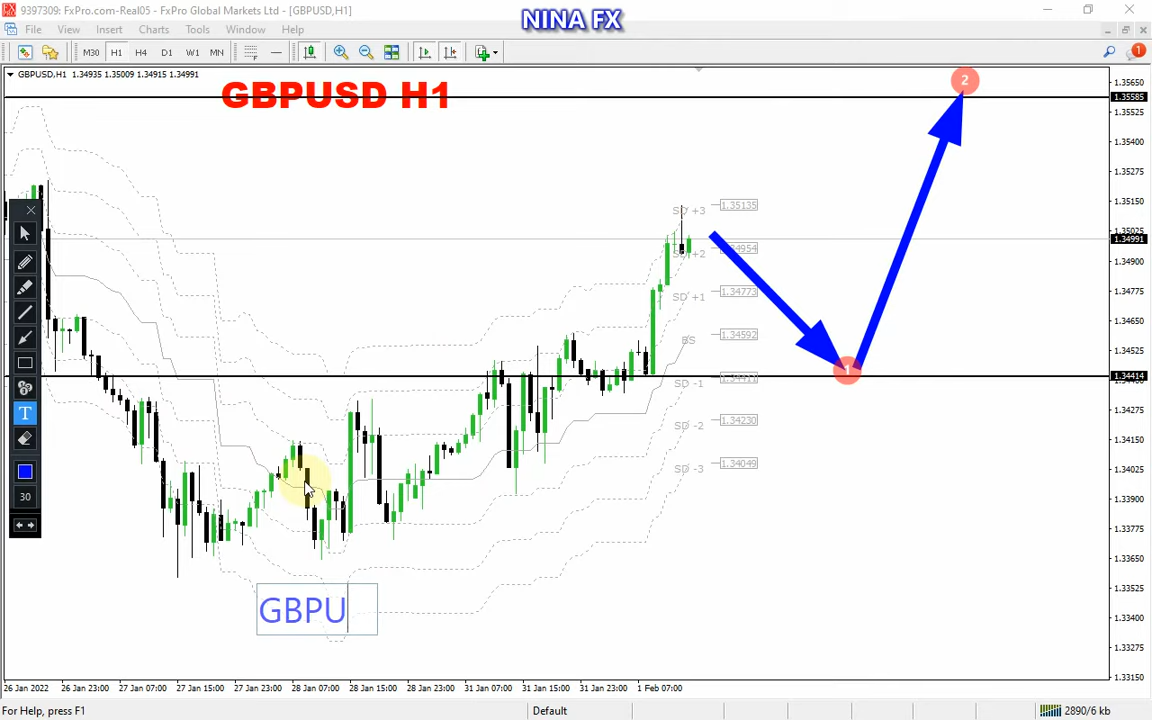 9397309: FxPro.com-Real05 - FxPro Global Markets Ltd - [GBPUSD,H1]
NINA FX
File View Insert Charts Tools Window Help
M30 H1 H4 D1 W1 MN
1
GBPUSD,H1 1.34935 1.35009 1.34915 1.34991
GBPUSD H1
2
1.35650
1.35585
1.35525
1.35400
1.35275
1.35150
SD +3 1.35135
1.35025
1.34991
SD +2 1.34954
1.34900
1.34775
SD +1 1.34773
1.34650
BS 1.34592
1.34525
1
1.34414
SD -1
1.34275
SD -2 1.34230
1.34150
SD -3 1.34049
1.34025
1.33900
1.33775
1.33650
1.33525
1.33400
1.33275
1.33150
T
30
GBPU
26 Jan 2022 26 Jan 23:00 27 Jan 07:00 27 Jan 15:00 27 Jan 23:00 28 Jan 07:00 28 Jan 15:00 28 Jan 23:00 31 Jan 07:00 31 Jan 15:00 31 Jan 23:00 1 Feb 07:00
For Help, press F1 Default 2890/6 kb